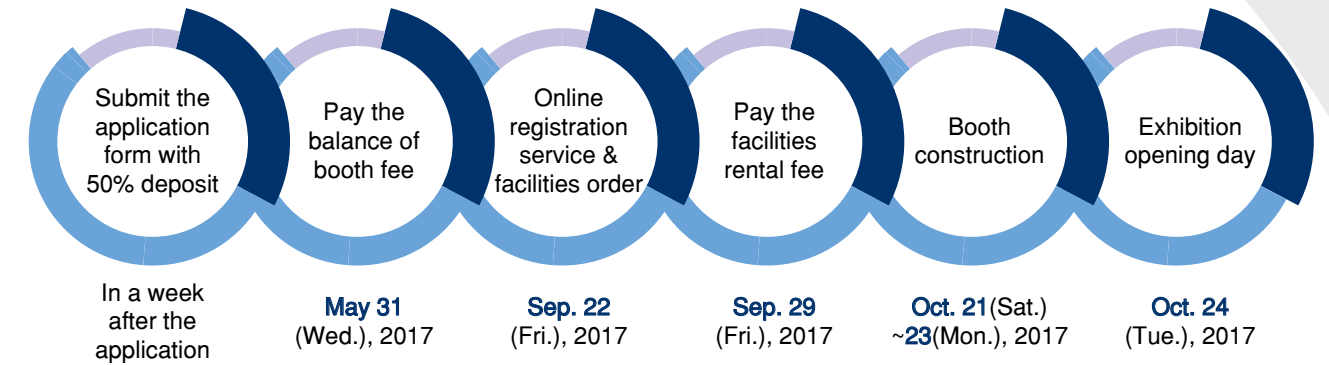 Submit the
application
form with
50% deposit
In a week
after the
application
Pay the
balance of
booth fee
May 31
(Wed.), 2017
Online
registration
service &
facilities order
Sep. 22
(Fri.), 2017
Pay the
facilities
rental fee
Sep. 29
(Fri.), 2017
Booth
construction
Oct. 21(Sat.)
~23(Mon.), 2017
Exhibition
opening day
Oct. 24
(Tue.), 2017